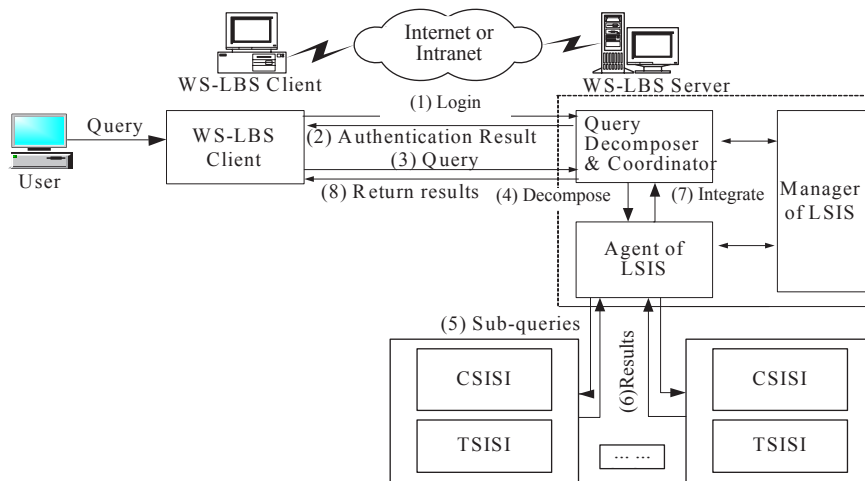 Internet or
Intranet
WS-LBS Client
WS-LBS Server
(1) Login
Query
WS-LBS
Client
(2) Authentication Result
(3) Query
Query
Decomposer
& Coordinator
User
(8) Return results
(4) Decompose
(7) Integrate
Manager
of LSIS
Agent of
LSIS
(5) Sub-queries
(6)Results
CSISI
TSISI
... ...
CSISI
TSISI